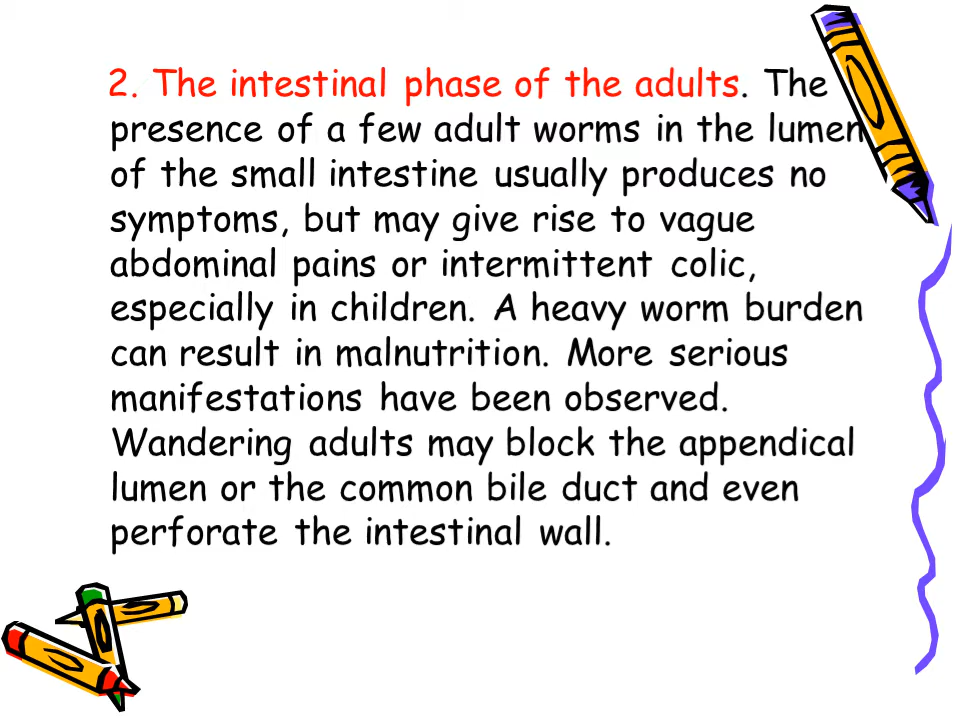 2. The intestinal phase of the adults. The
presence of a few adult worms in the lumen
of the small intestine usually produces no
symptoms, but may give rise to vague
abdominal pains or intermittent colic,
especially in children. A heavy worm burden
can result in malnutrition. More serious
manifestations have been observed.
Wandering adults may block the appendical
lumen or the common bile duct and even
perforate the intestinal wall.